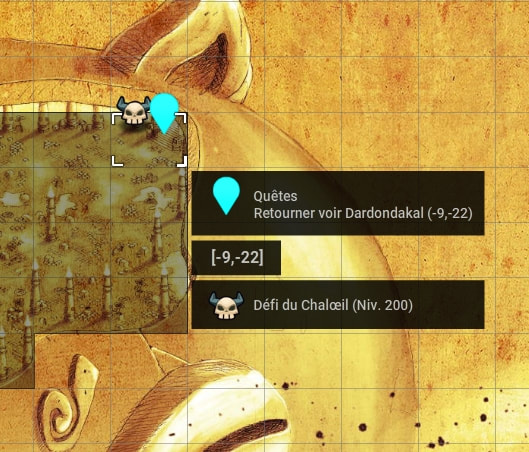 Quêtes
Retourner voir Dardondakal (-9,-22)
[-9,-22]
Défi du Chalœil (Niv. 200)